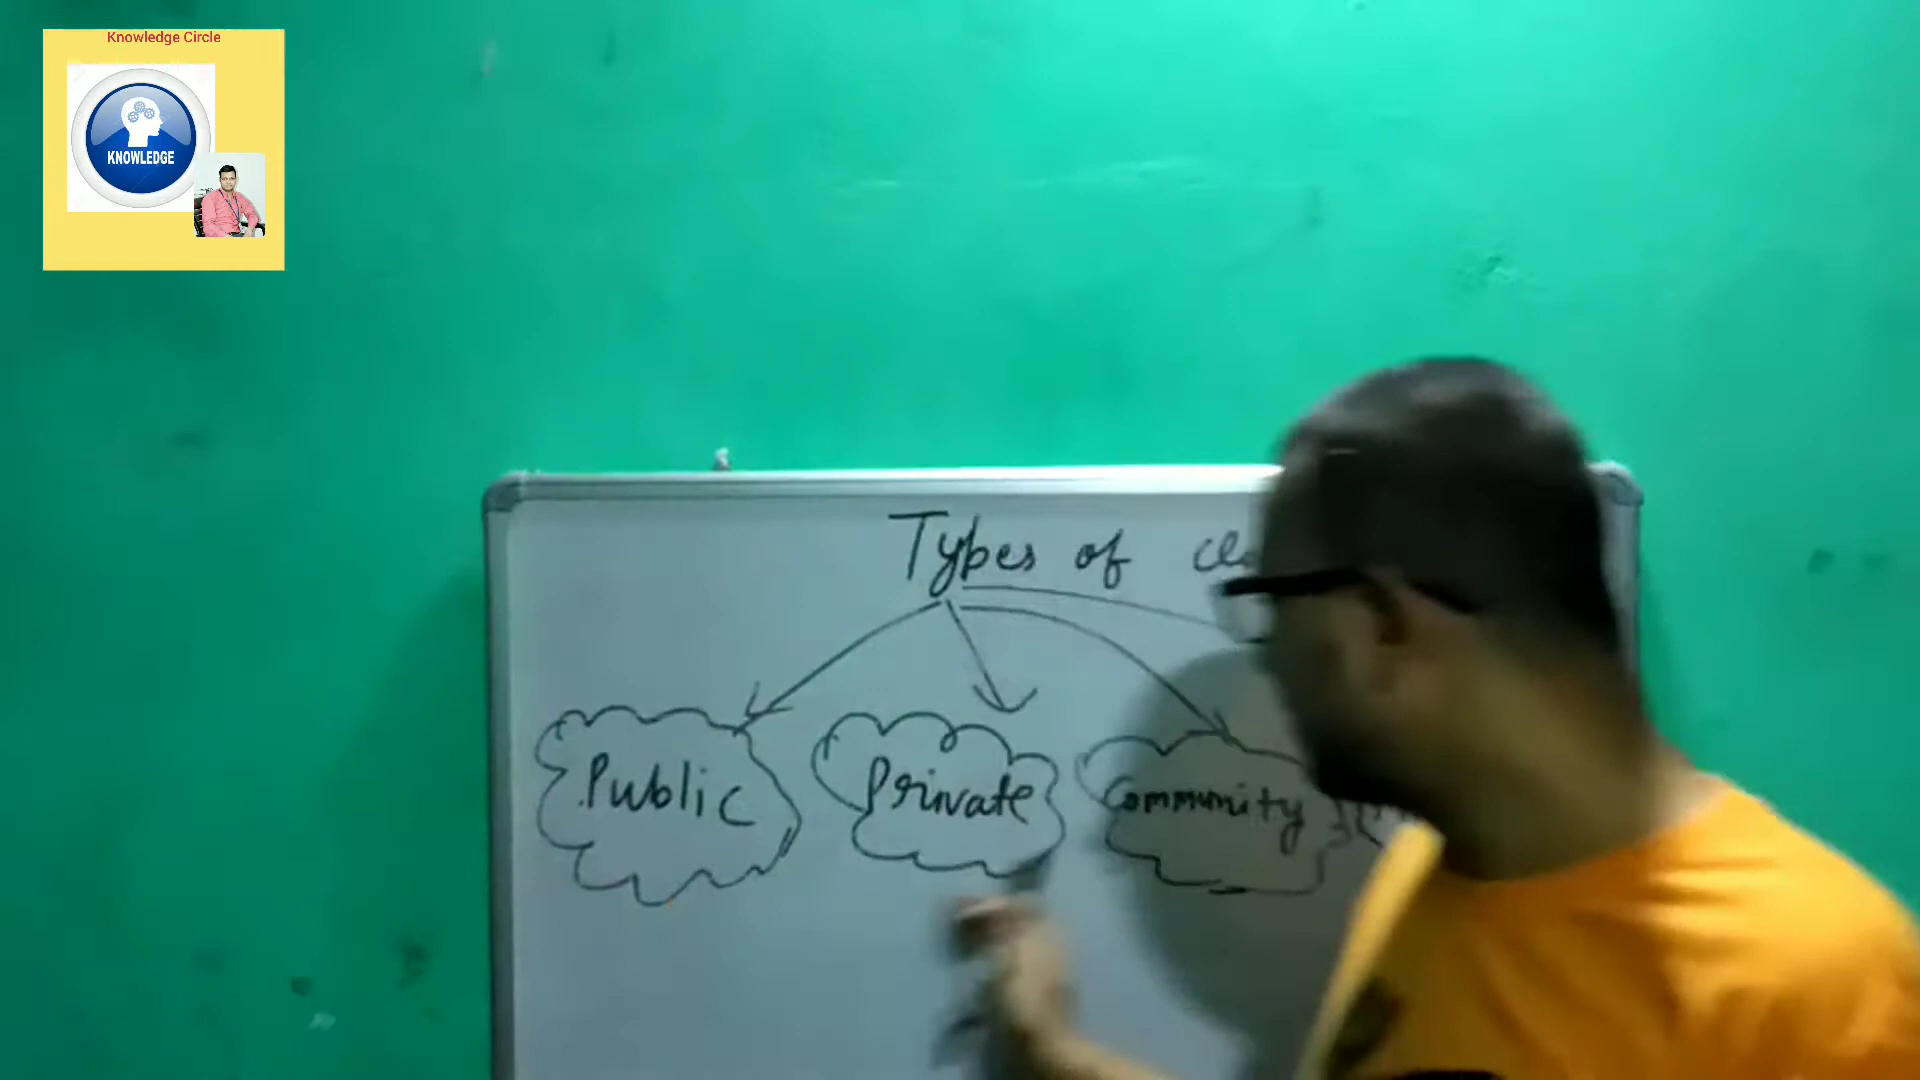 Knowledge Circle
KNOWLEDGE
Types of
Public
Private
Community